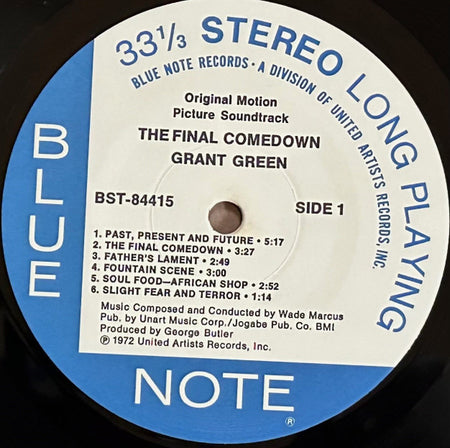 33⅓ STEREO LONG PLAYING
BLUE NOTE RECORDS • A DIVISION OF UNITED ARTISTS RECORDS, INC.
Original Motion
Picture Soundtrack
THE FINAL COMEDOWN
GRANT GREEN
BST-84415 SIDE 1
1. PAST, PRESENT AND FUTURE • 5:17
2. THE FINAL COMEDOWN • 3:27
3. FATHER'S LAMENT • 2:49
4. FOUNTAIN SCENE • 3:00
5. SOUL FOOD—AFRICAN SHOP • 2:52
6. SLIGHT FEAR AND TERROR • 1:14
Music Composed and Conducted by Wade Marcus
Pub. by Unart Music Corp./Jogabe Pub. Co. BMI
Produced by George Butler
℗ 1972 United Artists Records, Inc.
BLUE
NOTE
®